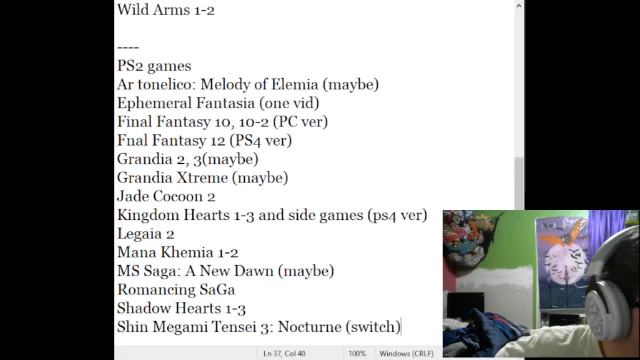 Wild Arms 1-2
----
PS2 games
Ar tonelico: Melody of Elemia (maybe)
Ephemeral Fantasia (one vid)
Final Fantasy 10, 10-2 (PC ver)
Fnal Fantasy 12 (PS4 ver)
Grandia 2, 3(maybe)
Grandia Xtreme (maybe)
Jade Cocoon 2
Kingdom Hearts 1-3 and side games (ps4 ver)
Legaia 2
Mana Khemia 1-2
MS Saga: A New Dawn (maybe)
Romancing SaGa
Shadow Hearts 1-3
Shin Megami Tensei 3: Nocturne (switch)
Ln 37, Col 40 100% Windows (CRLF)